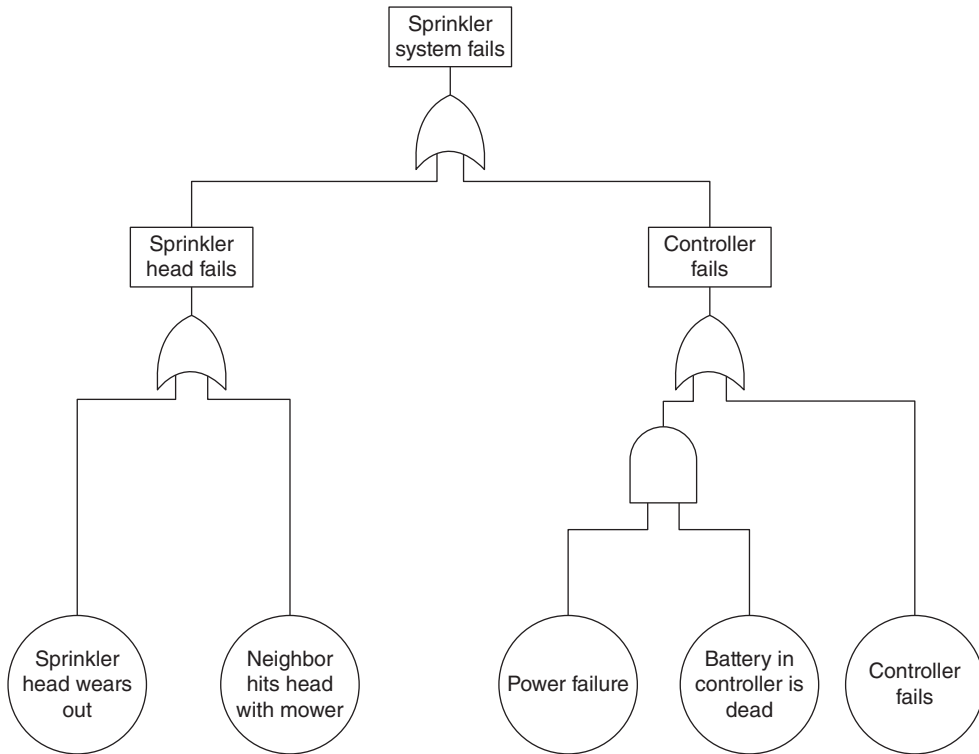 Sprinkler
system fails
Sprinkler
head fails
Controller
fails
Sprinkler
head wears
out
Neighbor
hits head
with mower
Power failure
Battery in
controller is
dead
Controller
fails